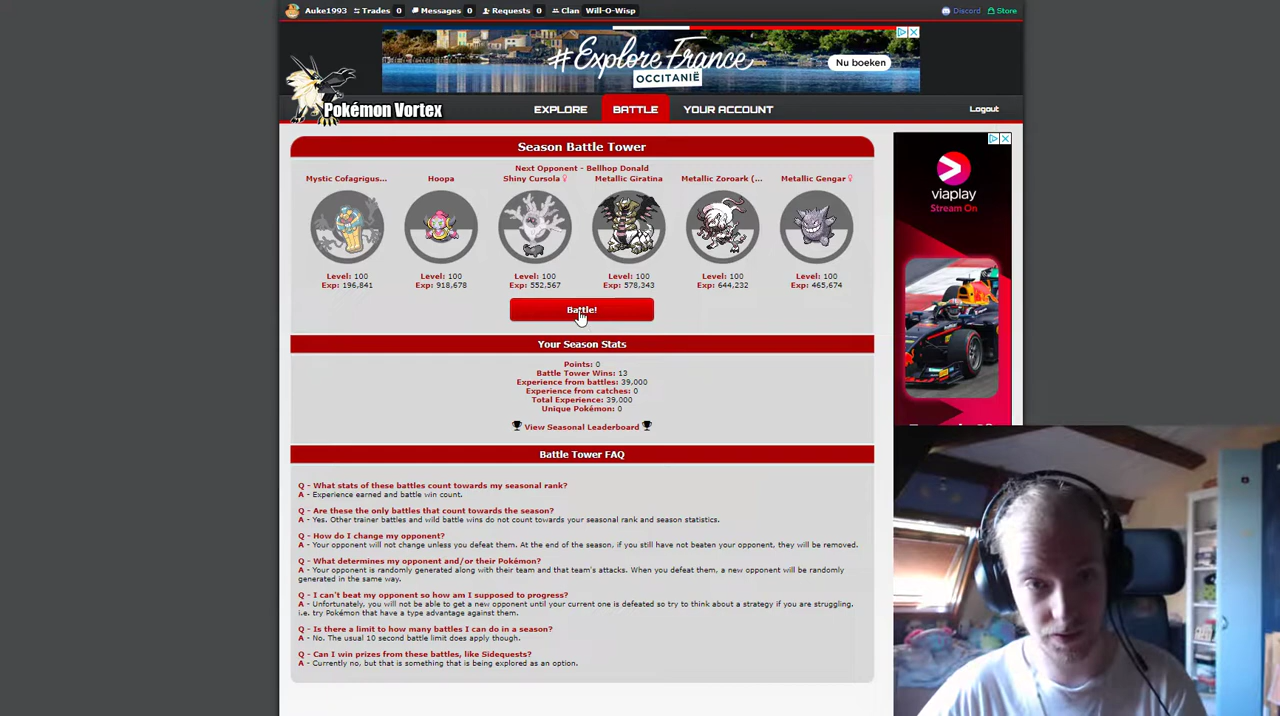 Auke1993 Trades 0 Messages 0 Requests 0 Clan Will-O-Wisp Discord Store
#Explore France
OCCITANIË
Nu boeken
Pokémon Vortex
EXPLORE BATTLE YOUR ACCOUNT Logout
Season Battle Tower
Next Opponent - Bellhop Donald
Mystic Cofagrigus... Hoopa Shiny Cursola♀ Metallic Giratina Metallic Zoroark (... Metallic Gengar♀
Level: 100 Level: 100 Level: 100 Level: 100 Level: 100 Level: 100
Exp: 196,841 Exp: 918,678 Exp: 552,567 Exp: 578,343 Exp: 644,232 Exp: 465,674
Battle!
Your Season Stats
Points: 0
Battle Tower Wins: 13
Experience from battles: 39,000
Experience from catches: 0
Total Experience: 39,000
Unique Pokémon: 0
View Seasonal Leaderboard
Battle Tower FAQ
Q - What stats of these battles count towards my seasonal rank?
A - Experience earned and battle win count.
Q - Are these the only battles that count towards the season?
A - Yes. Other trainer battles and wild battle wins do not count towards your seasonal rank and season statistics.
Q - How do I change my opponent?
A - Your opponent will not change unless you defeat them. At the end of the season, if you still have not beaten your opponent, they will be removed.
Q - What determines my opponent and/or their Pokémon?
A - Your opponent is randomly generated along with their team and that team's attacks. When you defeat them, a new opponent will be randomly
generated in the same way.
Q - I can't beat my opponent so how am I supposed to progress?
A - Unfortunately, you will not be able to get a new opponent until your current one is defeated so try to think about a strategy if you are struggling.
i.e. try Pokémon that have a type advantage against them.
Q - Is there a limit to how many battles I can do in a season?
A - No. The usual 10 second battle limit does apply though.
Q - Can I win prizes from these battles, like Sidequests?
A - Currently no, but that is something that is being explored as an option.
viaplay
Stream On